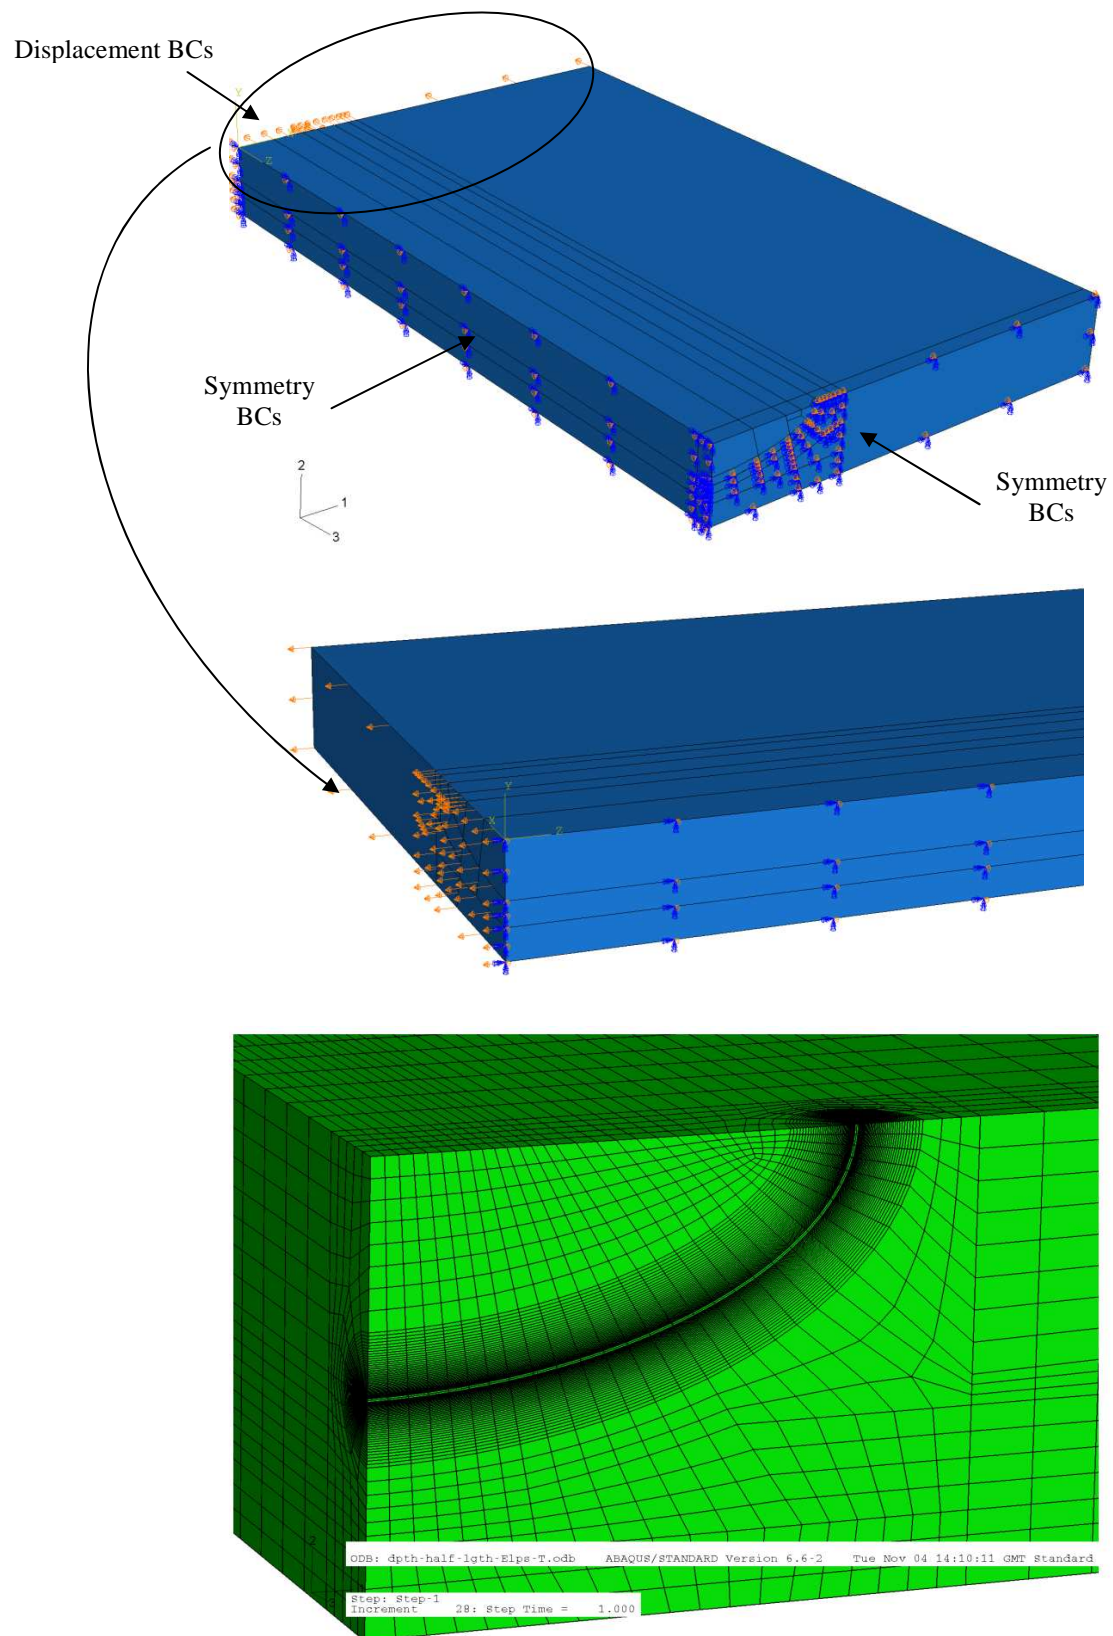 Displacement BCs
Y
Z
Symmetry
BCs
Symmetry
BCs
2
1
3
Y
X
Z
2
ODB: dpth-half-lgth-Elps-T.odb ABAQUS/STANDARD Version 6.6-2 Tue Nov 04 14:10:11 GMT Standard
Step: Step-1
Increment 28: Step Time = 1.000